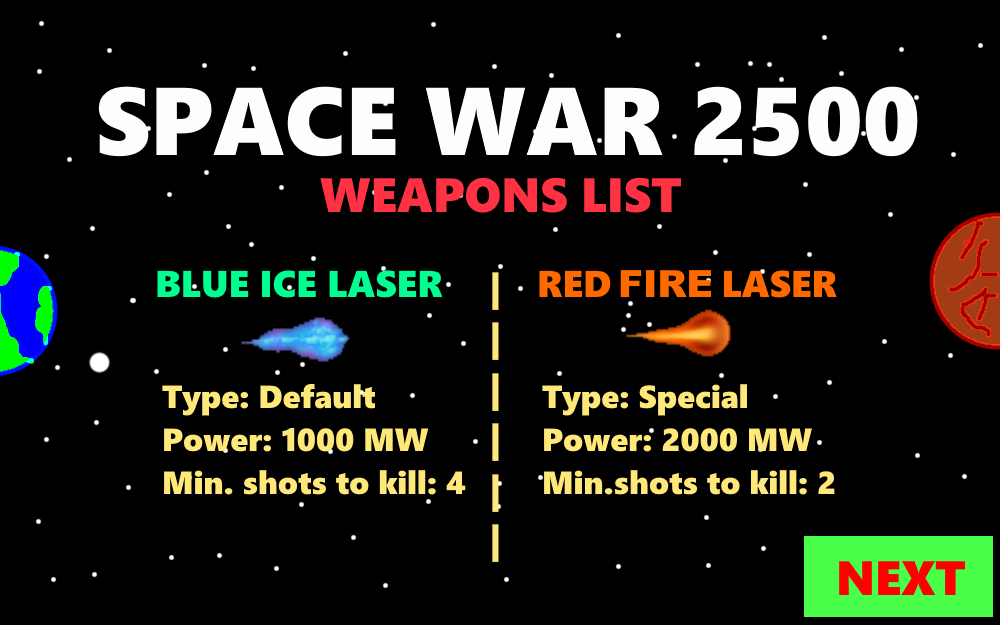 SPACE WAR 2500
WEAPONS LIST
BLUE ICE LASER
Type: Default
Power: 1000 MW
Min. shots to kill: 4
RED FIRE LASER
Type: Special
Power: 2000 MW
Min.shots to kill: 2
NEXT